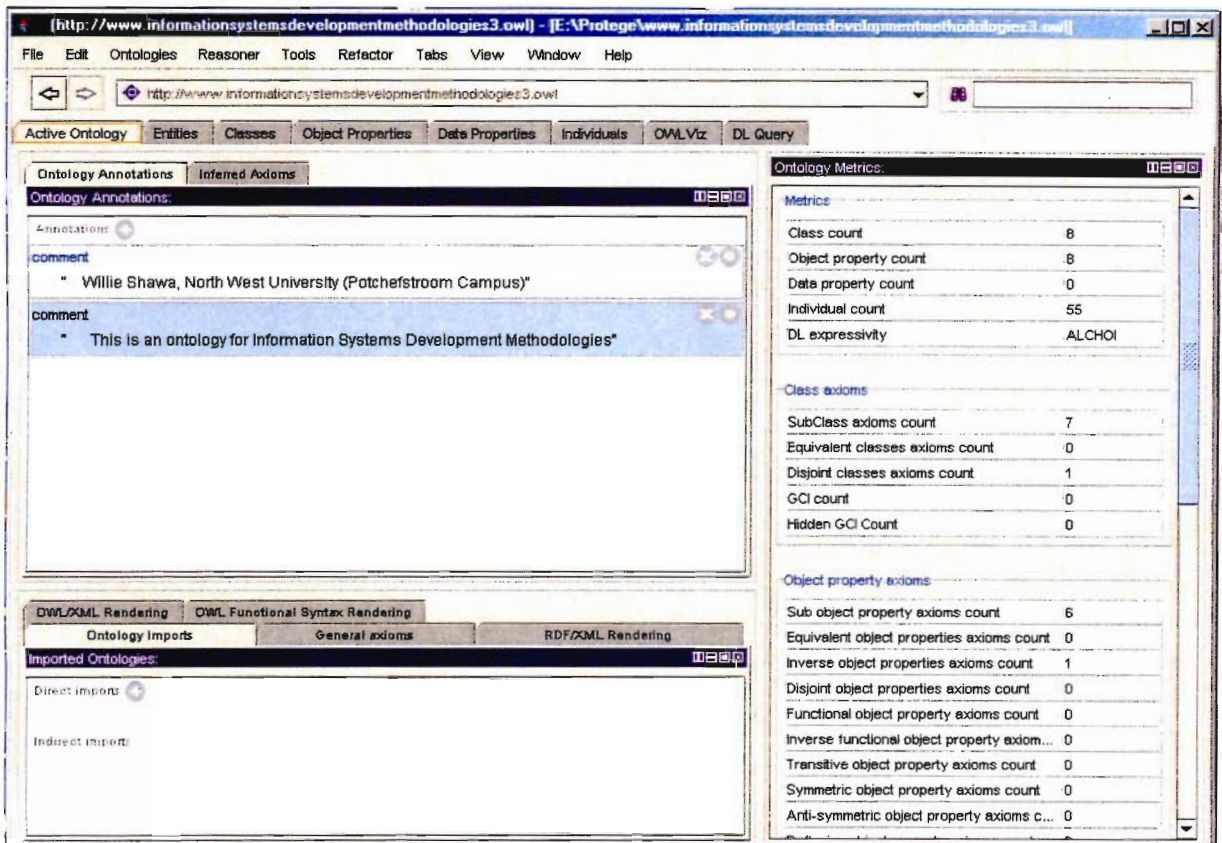 (http://www.informationsystemsdevelopmentmethodologies3.owl) - [E:\Protege\www.informationsystemsdevelopmentmethodologies3.owl]
File Edit Ontologies Reasoner Tools Refactor Tabs View Window Help
http://www.informationsystemsdevelopmentmethodologies3.owl
Active Ontology Entities Classes Object Properties Data Properties Individuals OWLViz DL Query
Ontology Annotations Inferred Axioms
Ontology Annotations:
Annotations
comment
" Willie Shawa, North West University (Potchefstroom Campus)"
comment
" This is an ontology for Information Systems Development Methodologies"
OWL/XML Rendering OWL Functional Syntax Rendering
Ontology Imports General axioms RDF/XML Rendering
Imported Ontologies:
Direct imports
Indirect imports
Ontology Metrics:
Metrics
Class count 8
Object property count 8
Data property count 0
Individual count 55
DL expressivity ALCHOI
Class axioms
SubClass axioms count 7
Equivalent classes axioms count 0
Disjoint classes axioms count 1
GCI count 0
Hidden GCI Count 0
Object property axioms
Sub object property axioms count 6
Equivalent object properties axioms count 0
Inverse object properties axioms count 1
Disjoint object properties axioms count 0
Functional object property axioms count 0
Inverse functional object property axiom... 0
Transitive object property axioms count 0
Symmetric object property axioms count 0
Anti-symmetric object property axioms c... 0